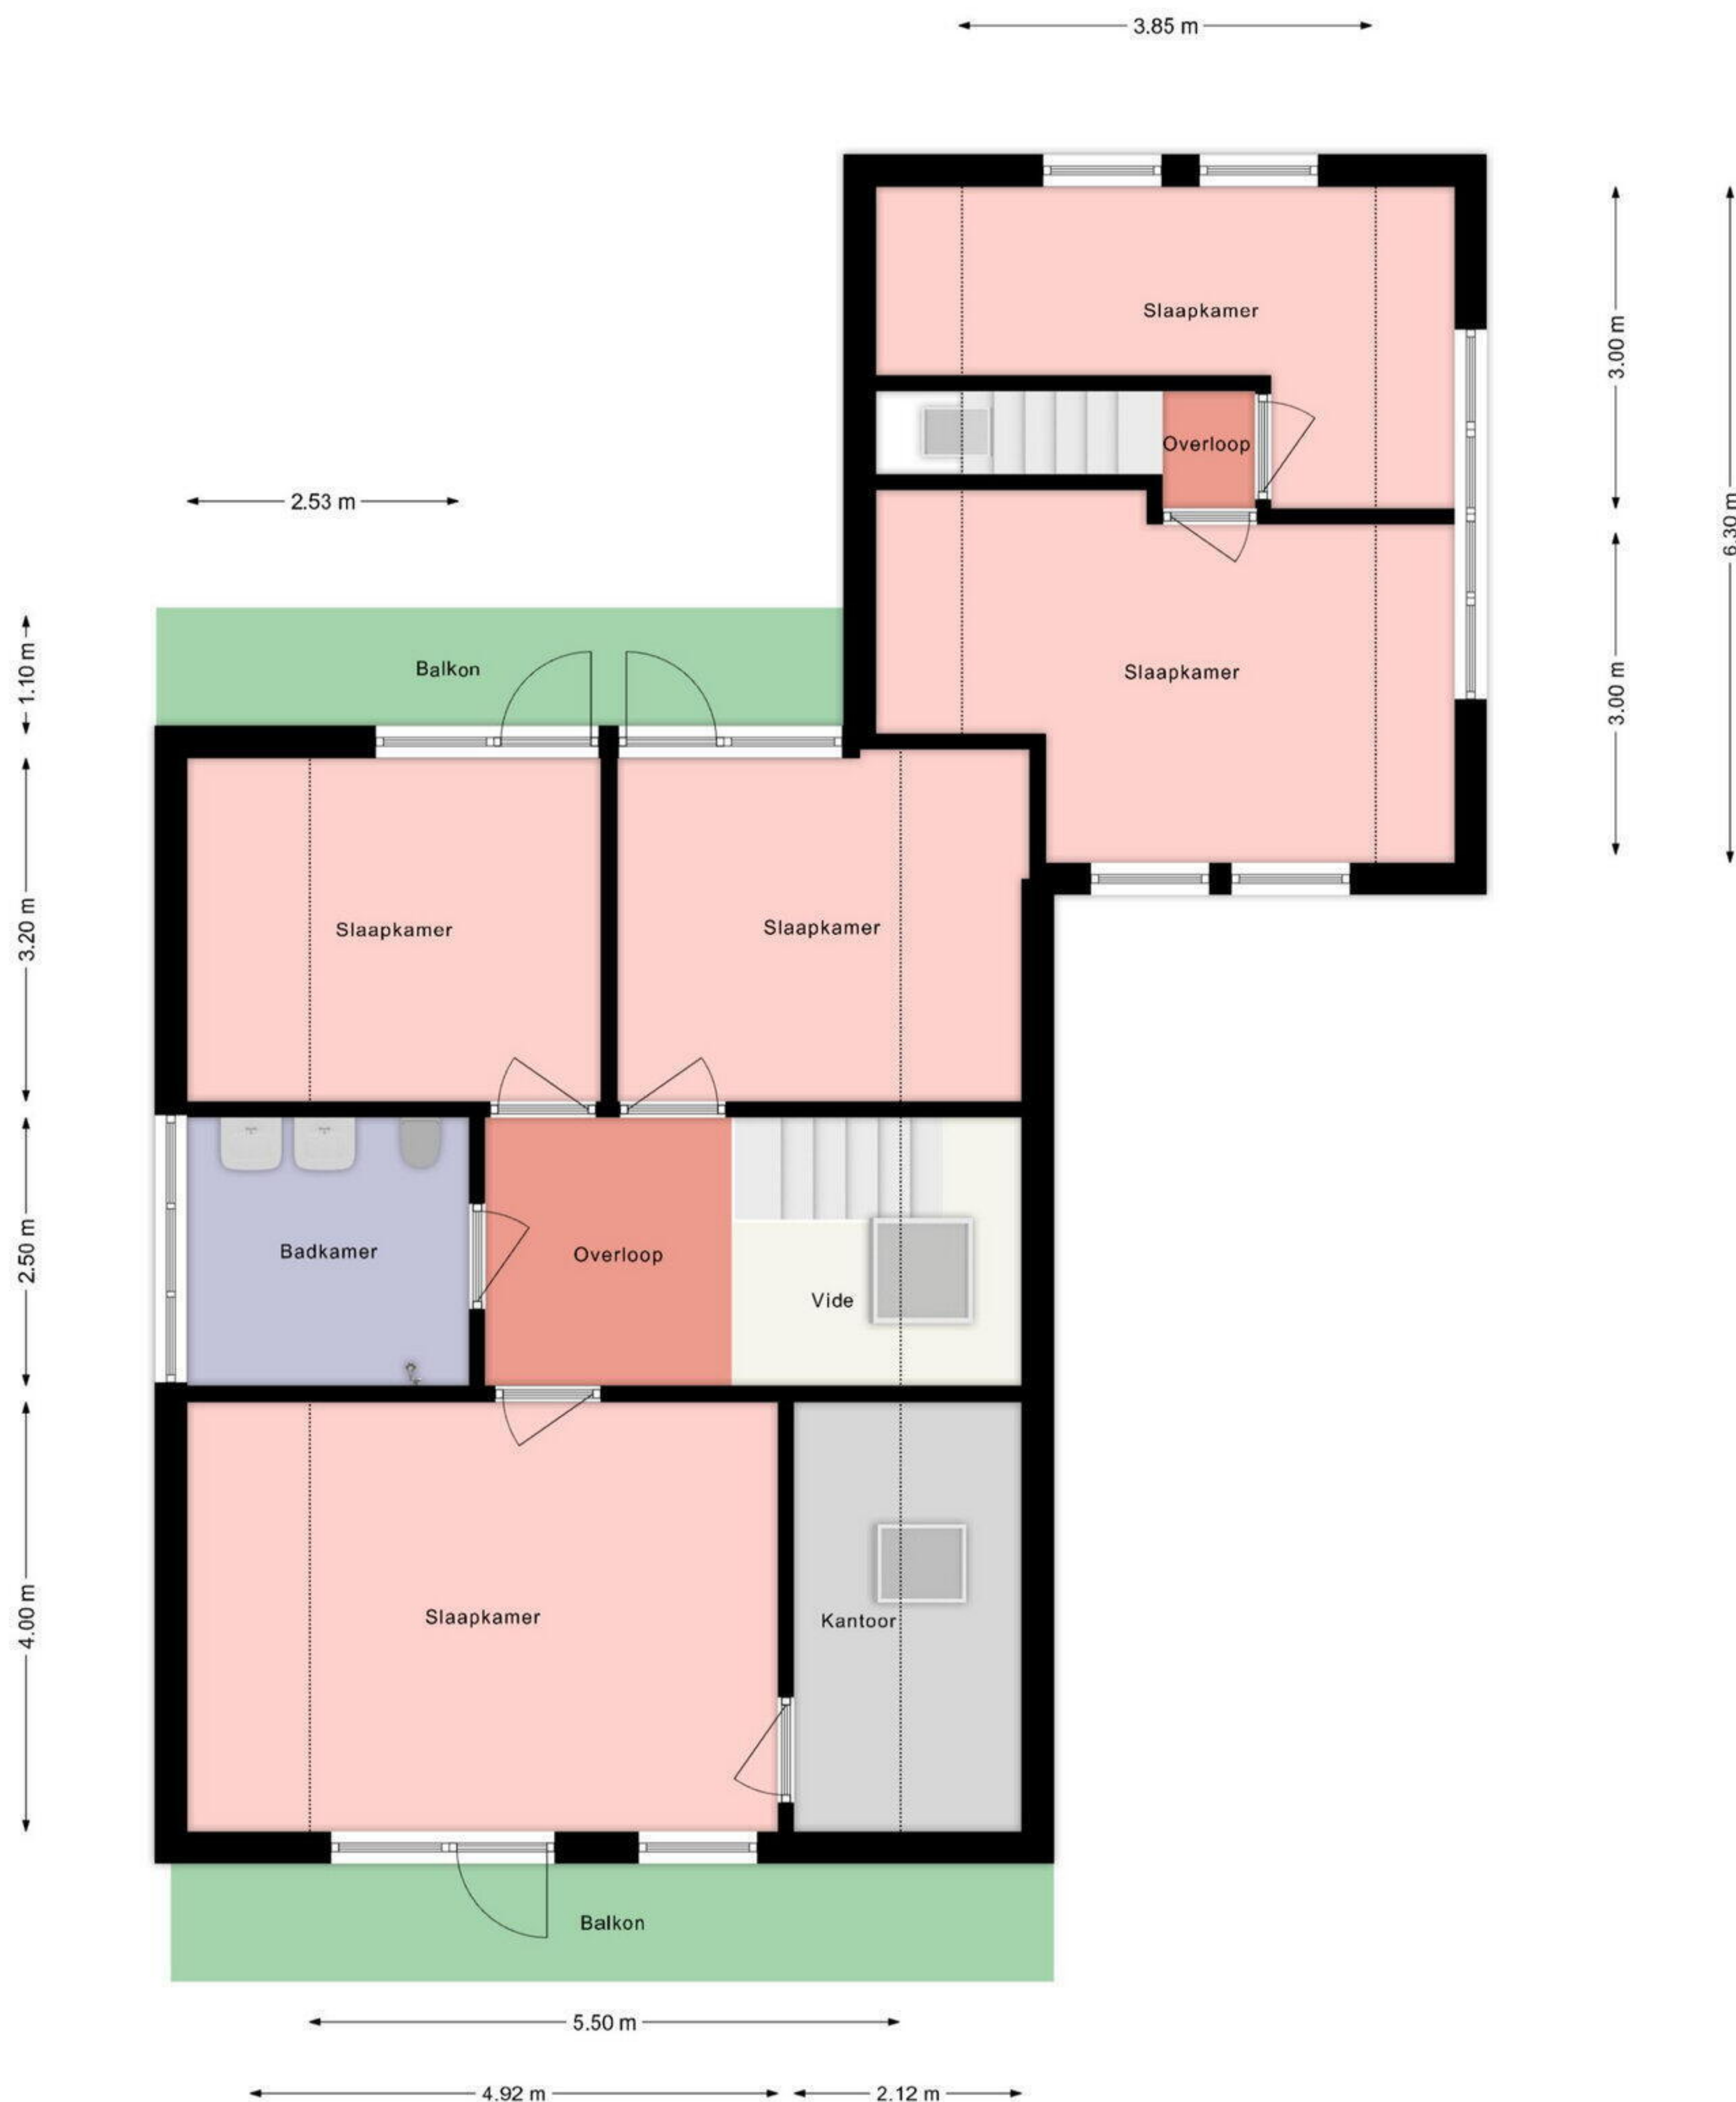 3.85 m
Slaapkamer
3.00 m
Overloop
2.53 m
6.30 m
Balkon
1.10 m
Slaapkamer
3.00 m
Slaapkamer
Slaapkamer
3.20 m
Badkamer
Overloop
2.50 m
Vide
Slaapkamer
Kantoor
4.00 m
Balkon
5.50 m
4.92 m
2.12 m